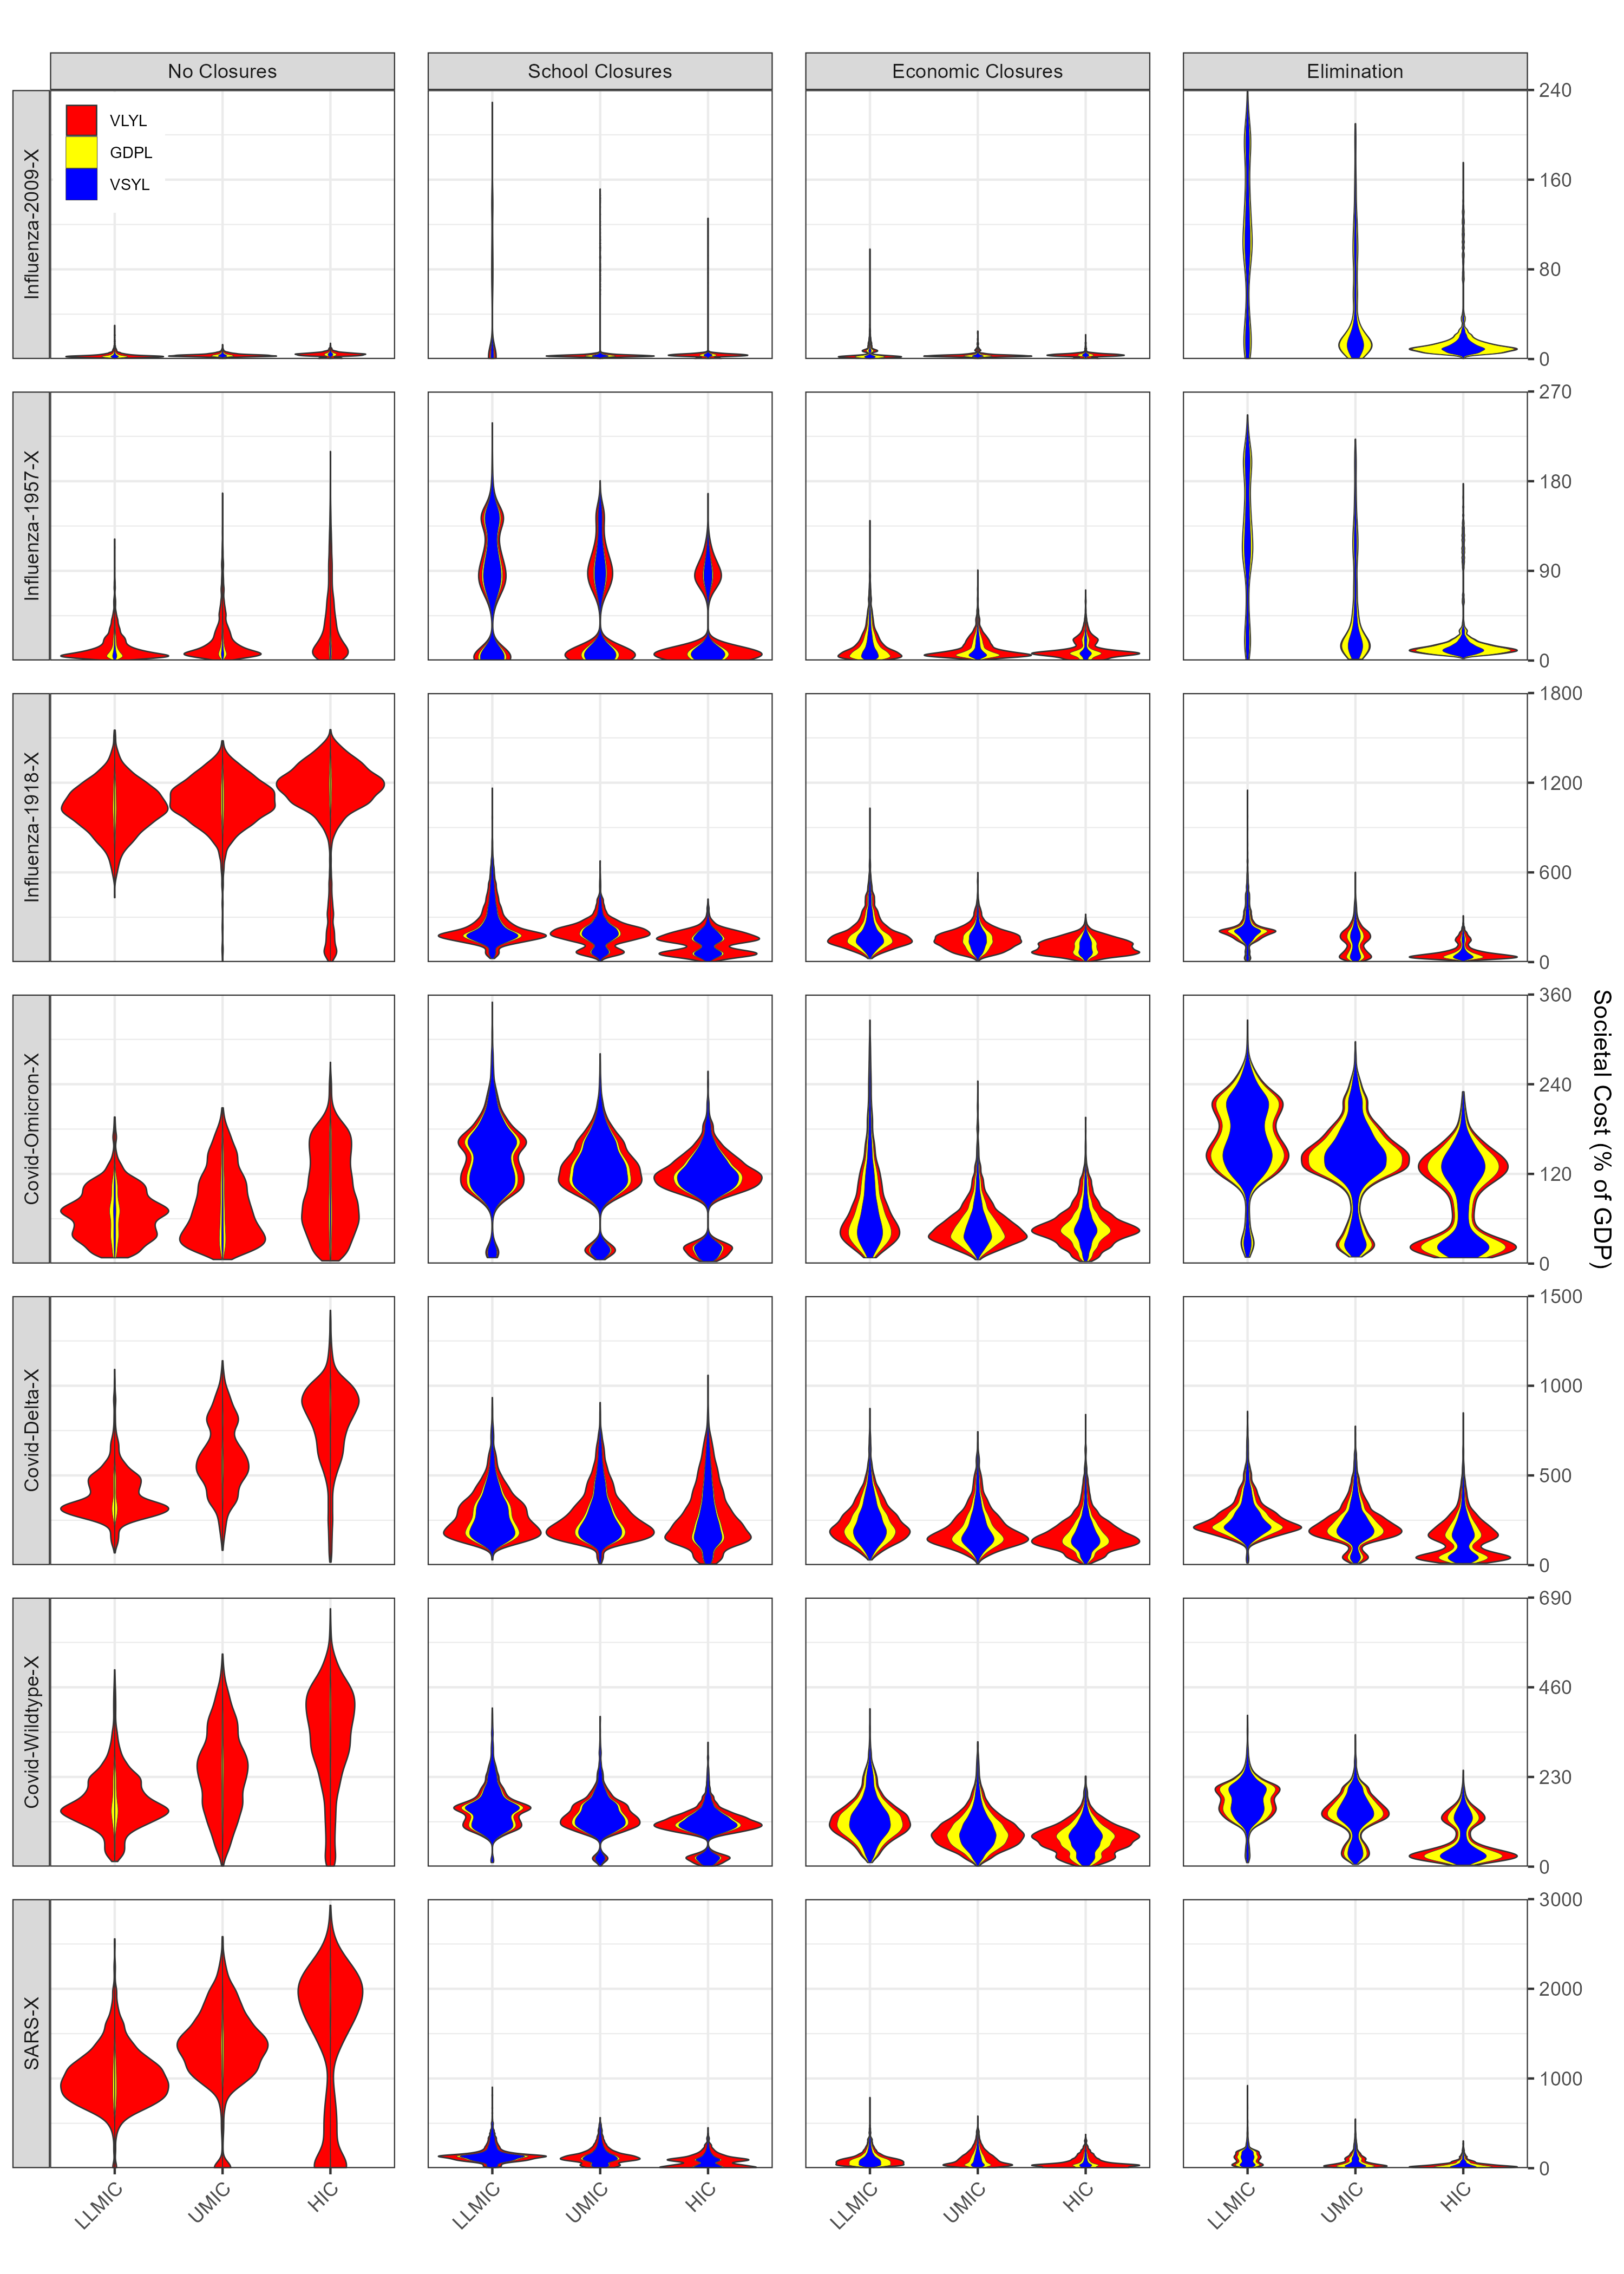 No Closures
School Closures
Economic Closures
Elimination
Influenza-2009-X
VLYL
GDPL
VSYL
240
160
80
0
Influenza-1957-X
270
180
90
0
Influenza-1918-X
1800
1200
600
0
Covid-Omicron-X
360
240
120
0
Societal Cost (% of GDP)
Covid-Delta-X
1500
1000
500
0
Covid-Wildtype-X
690
460
230
0
SARS-X
3000
2000
1000
0
LLMIC
UMIC
HIC
LLMIC
UMIC
HIC
LLMIC
UMIC
HIC
LLMIC
UMIC
HIC